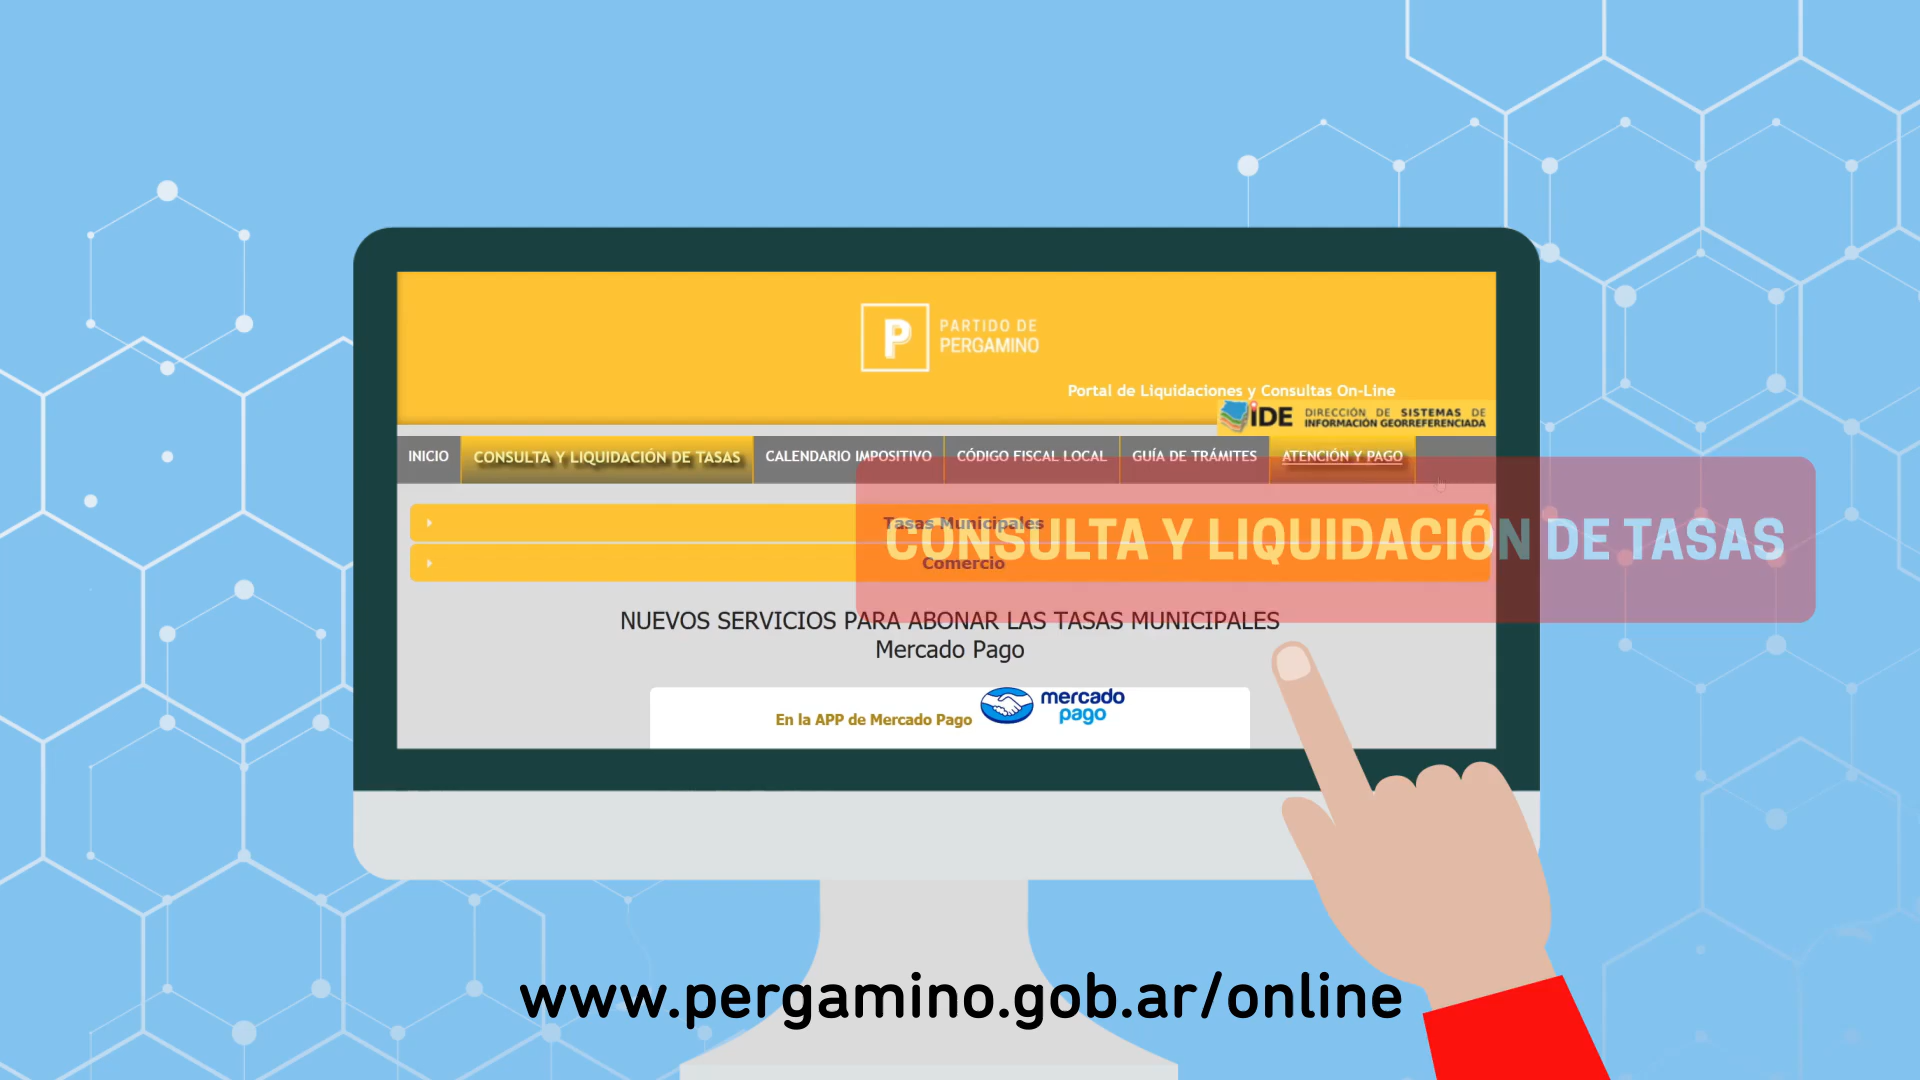 P
PARTIDO DE
PERGAMINO
Portal de Liquidaciones y Consultas On-Line
IDE DIRECCIÓN DE SISTEMAS DE
INFORMACIÓN GEORREFERENCIADA
INICIO CONSULTA Y LIQUIDACIÓN DE TASAS CALENDARIO IMPOSITIVO CÓDIGO FISCAL LOCAL GUÍA DE TRÁMITES ATENCIÓN Y PAGO
Tasas Municipales
CONSULTA Y LIQUIDACIÓN DE TASAS
Comercio
NUEVOS SERVICIOS PARA ABONAR LAS TASAS MUNICIPALES
Mercado Pago
En la APP de Mercado Pago
mercado
pago
www.pergamino.gob.ar/online